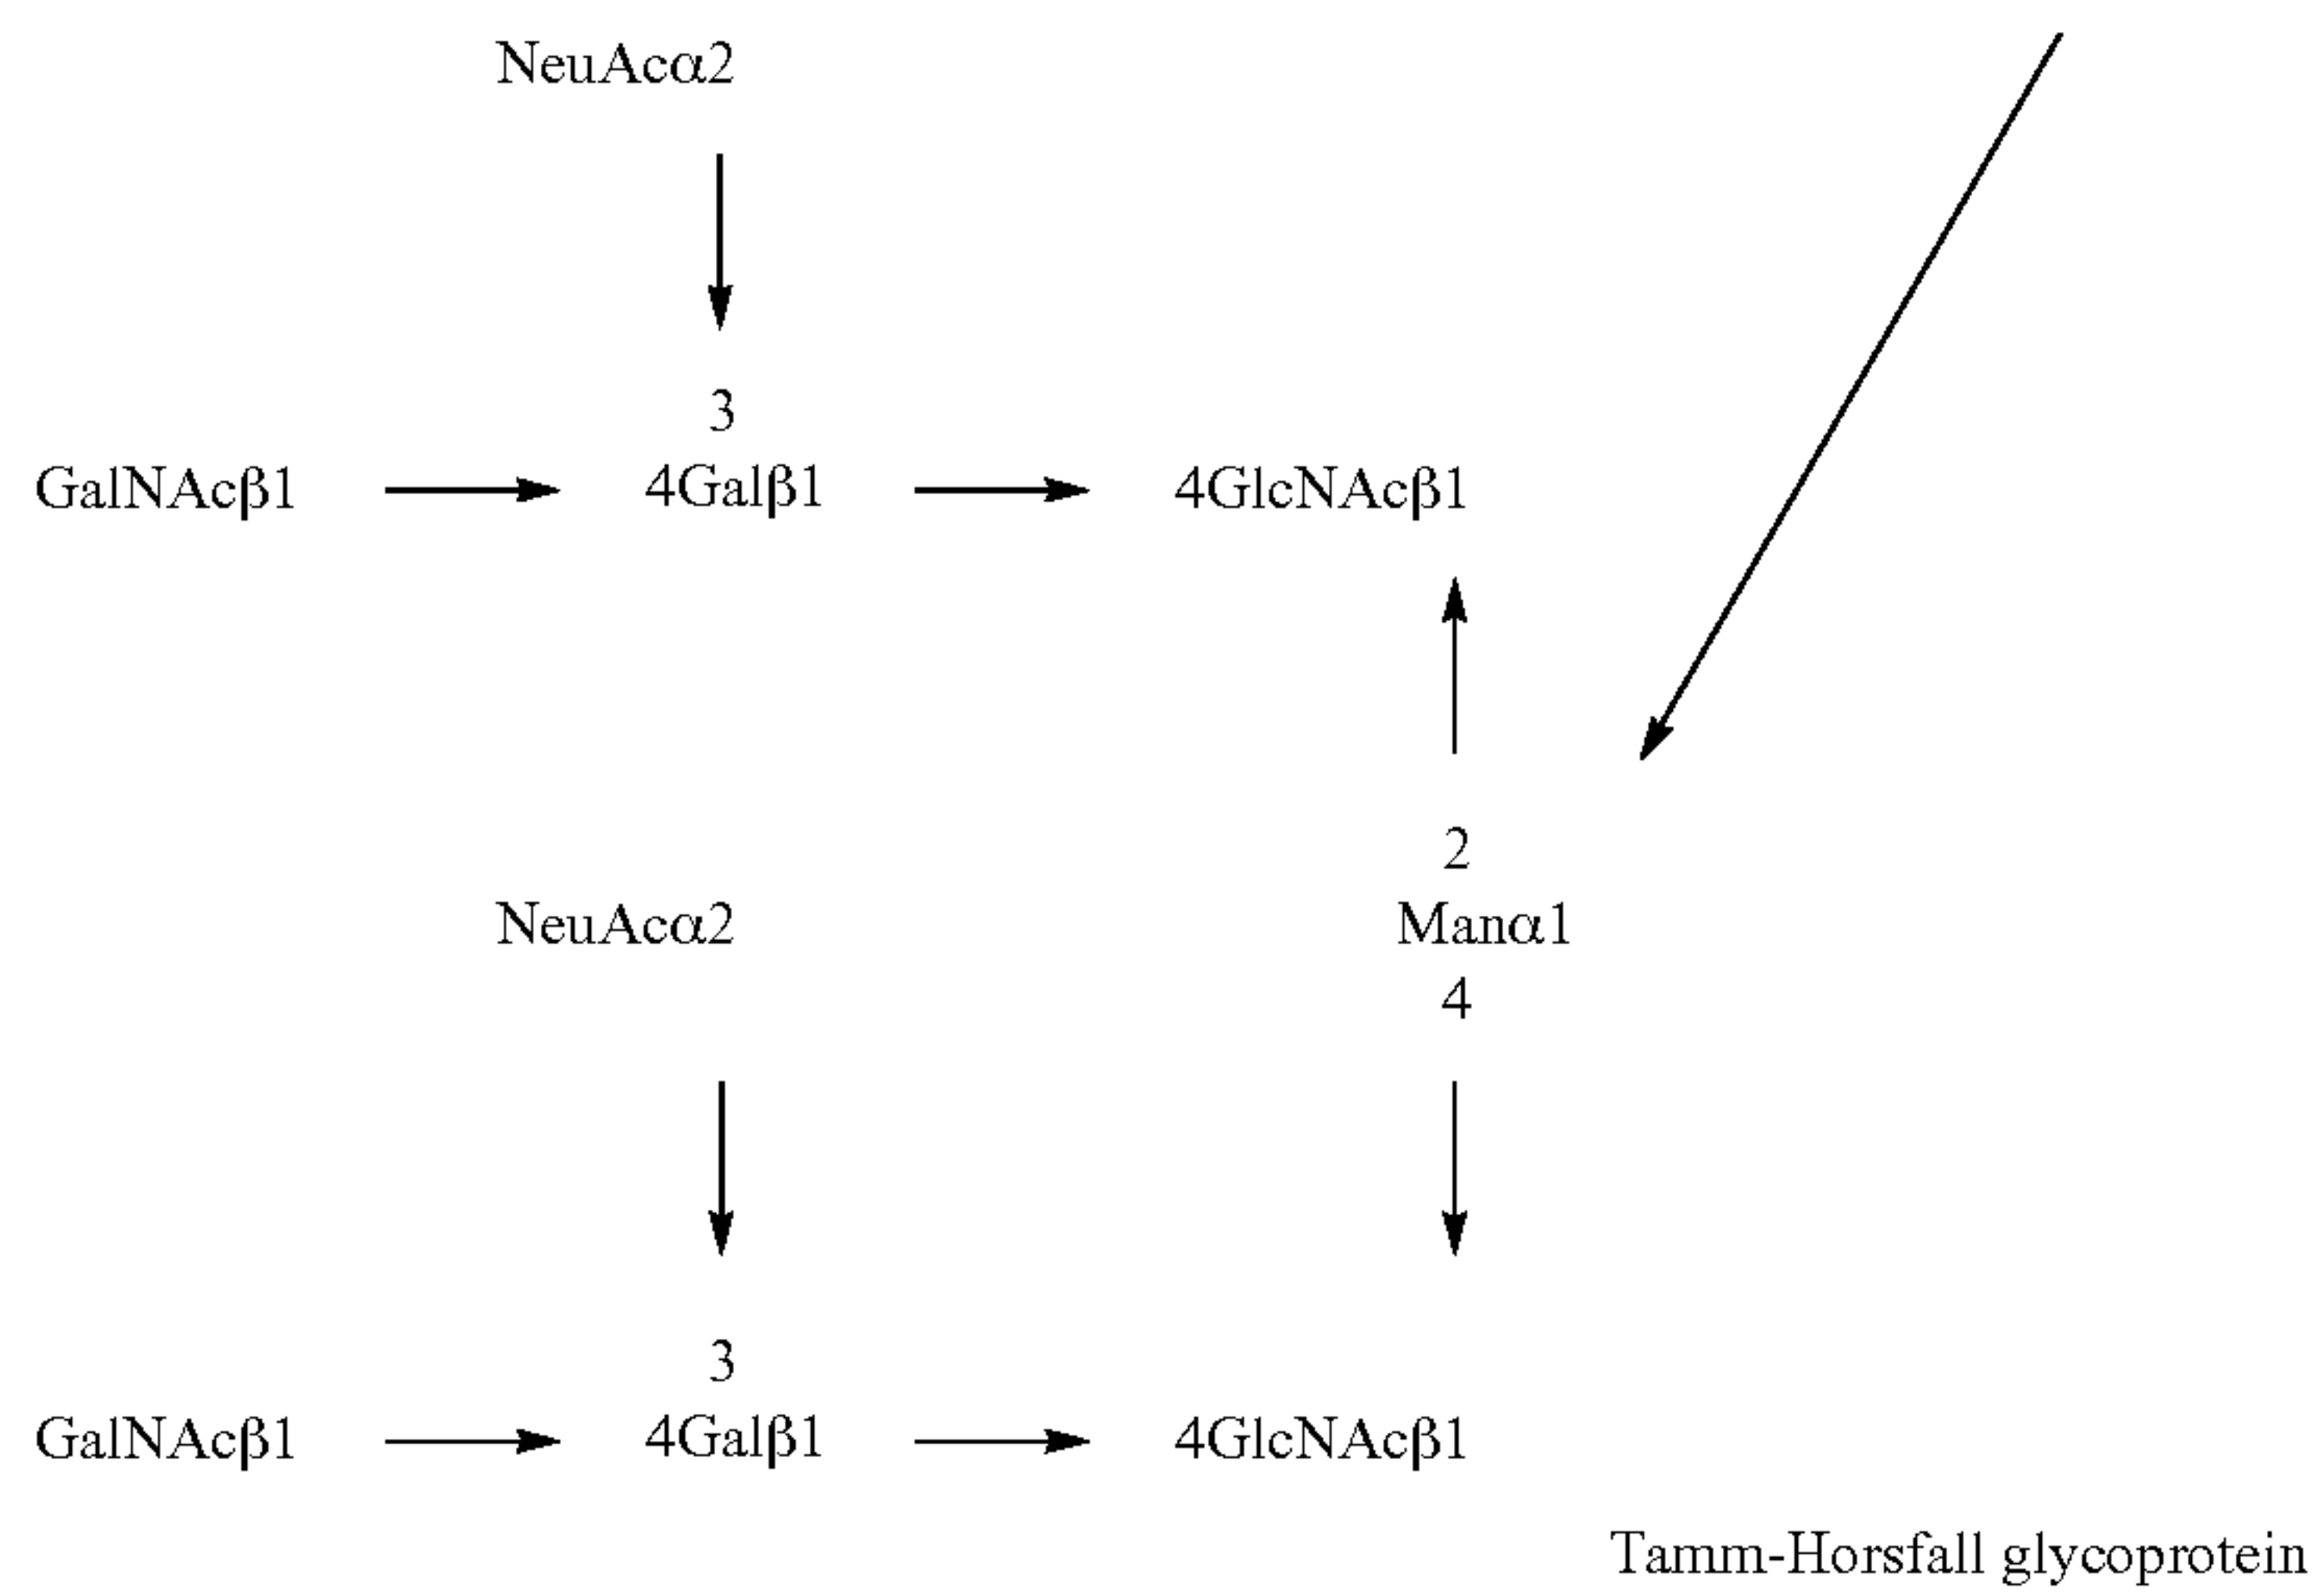 NeuAcα2
3
GalNAcβ1 4Galβ1 4GlcNAcβ1
2
NeuAcα2 Manα1
4
3
GalNAcβ1 4Galβ1 4GlcNAcβ1
Tamm-Horsfall glycoprotein